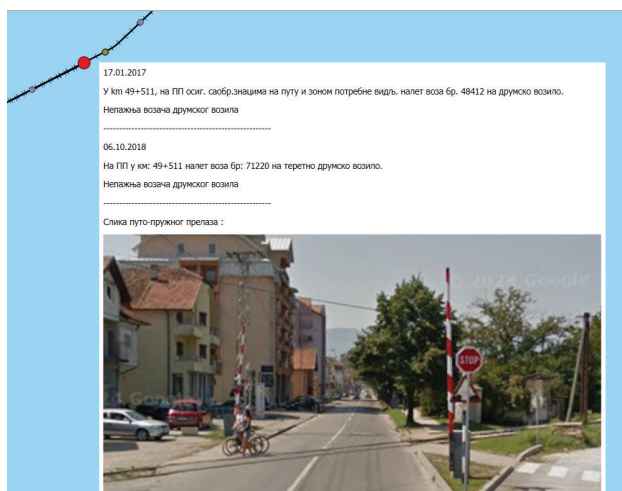 17.01.2017
У km 49+511, на ПП осиг. саобр.знацима на путу и зоном потребне видљ. налет воза бр. 48412 на друмско возило.
Непажња возача друмског возила
-----------------------------------------------------
06.10.2018
На ПП у км: 49+511 налет воза бр: 71220 на теретно друмско возило.
Непажња возача друмског возила
-----------------------------------------------------
Слика путо-пружног прелаза :
2024 Google
STOP